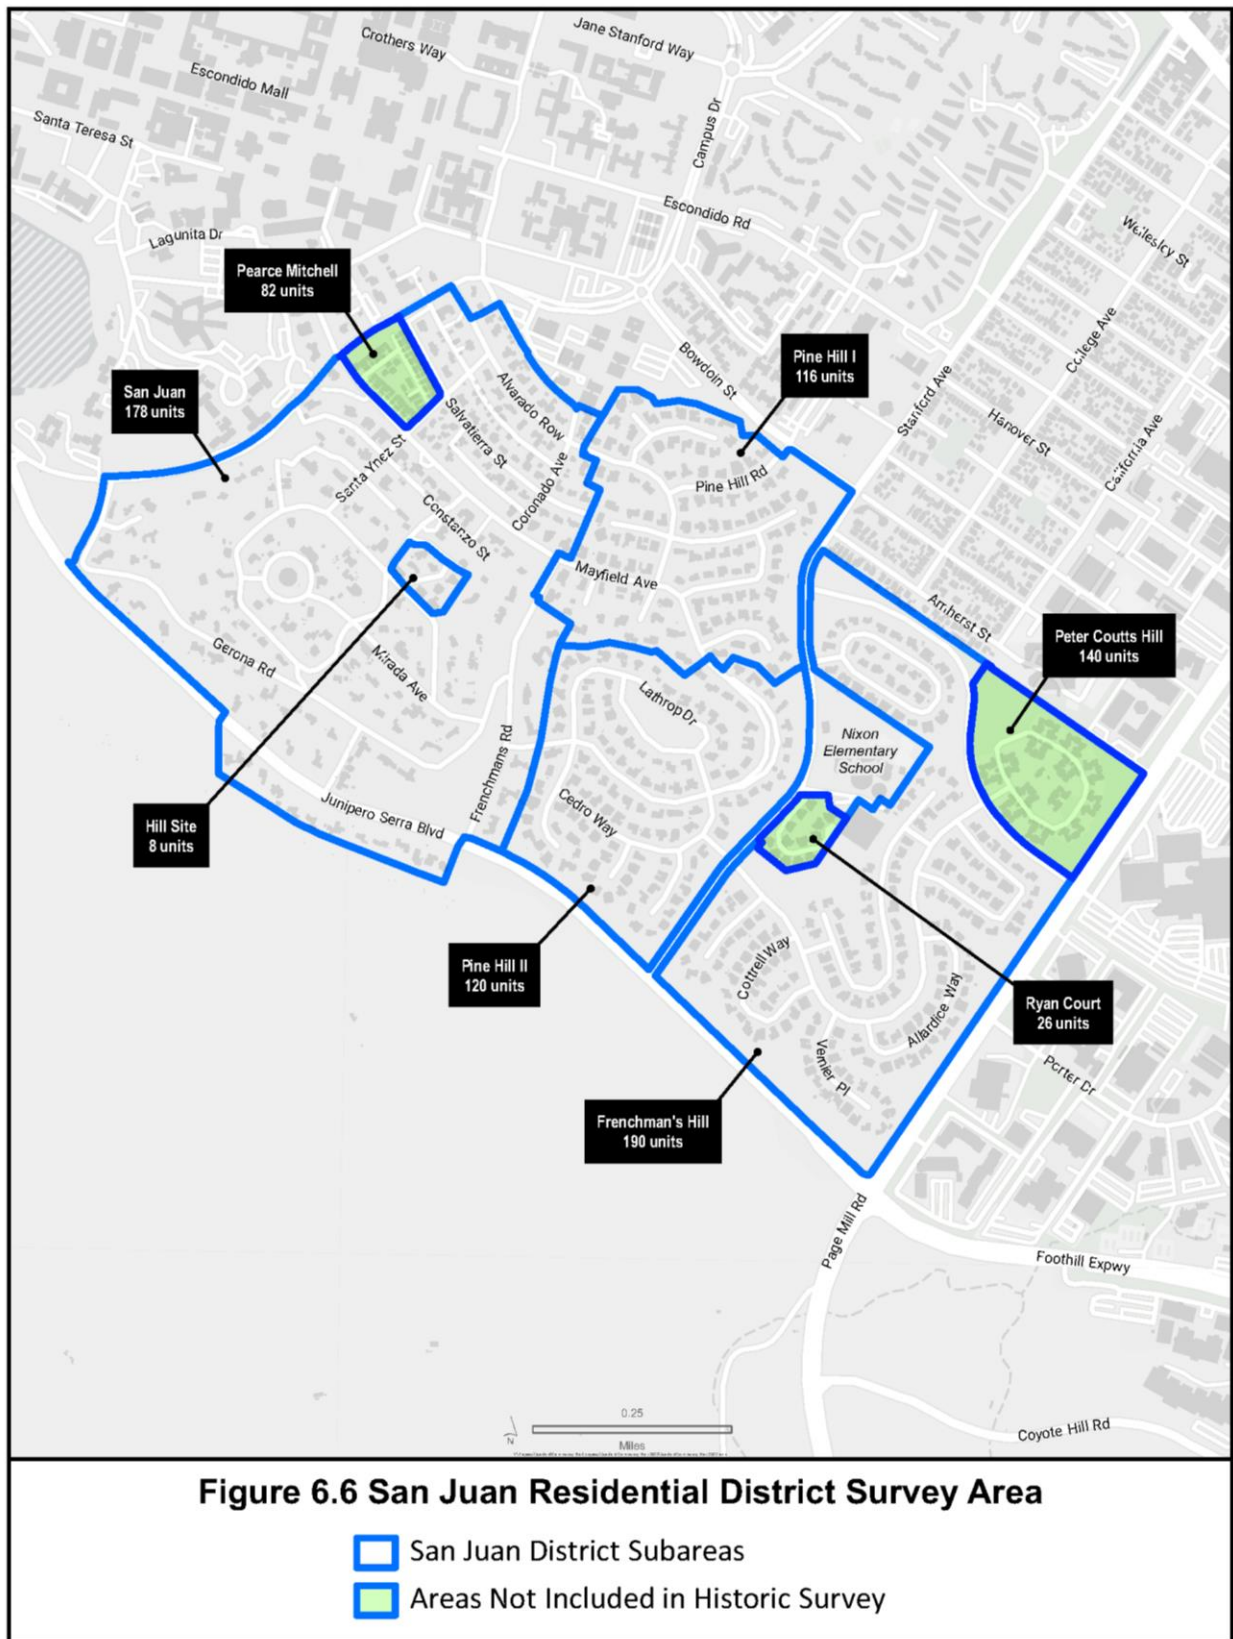 Jane Stanford Way
Crothers Way
Escondido Mall
Santa Teresa St
Campus Dr
Escondido Rd
Wellesley St
Lagunita Dr
Pearce Mitchell
82 units
College Ave
Bowdoin St
Pine Hill I
116 units
San Juan
178 units
Stanford Ave
Alvarado Row
Salvatierra St
Hanover St
California Ave
Santa Ynez St
Coronado Ave
Pine Hill Rd
Constanzo St
Mayfield Ave
Amherst St
Peter Coutts Hill
140 units
Gerona Rd
Mirada Ave
Lathrop Dr
Nixon
Elementary
School
Frenchmans Rd
Cedro Way
Junipero Serra Blvd
Hill Site
8 units
Pine Hill II
120 units
Cottrell Way
Allardice Way
Ryan Court
26 units
Vernier Pl
Porter Dr
Frenchman's Hill
190 units
Page Mill Rd
Foothill Expwy
Coyote Hill Rd
0.25
Miles
N
Figure 6.6 San Juan Residential District Survey Area
San Juan District Subareas
Areas Not Included in Historic Survey